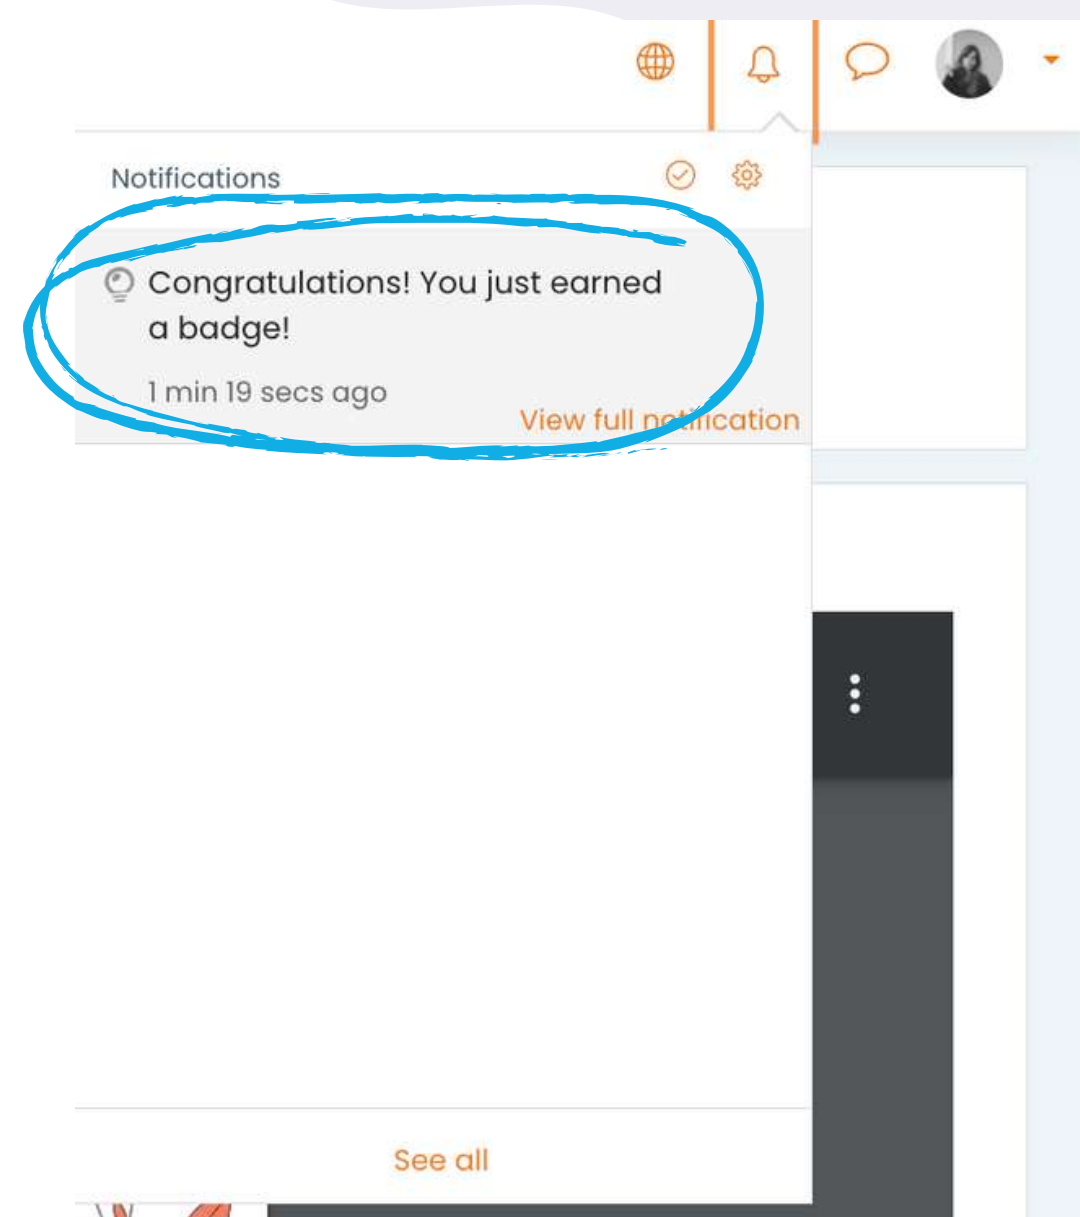 Notifications
Congratulations! You just earned
a badge!
1 min 19 secs ago
View full notification
See all